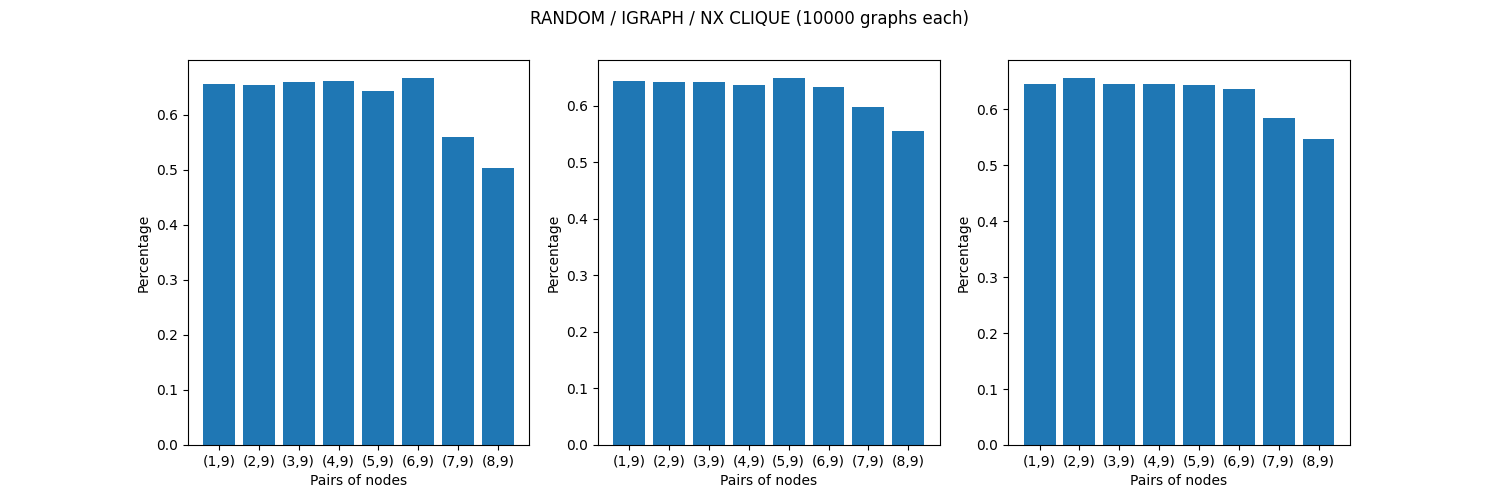 RANDOM / IGRAPH / NX CLIQUE (10000 graphs each)
Percentage
0.6
0.5
0.4
0.3
0.2
0.1
0.0
(1,9) (2,9) (3,9) (4,9) (5,9) (6,9) (7,9) (8,9)
Pairs of nodes
Percentage
0.6
0.5
0.4
0.3
0.2
0.1
0.0
(1,9) (2,9) (3,9) (4,9) (5,9) (6,9) (7,9) (8,9)
Pairs of nodes
Percentage
0.6
0.5
0.4
0.3
0.2
0.1
0.0
(1,9) (2,9) (3,9) (4,9) (5,9) (6,9) (7,9) (8,9)
Pairs of nodes